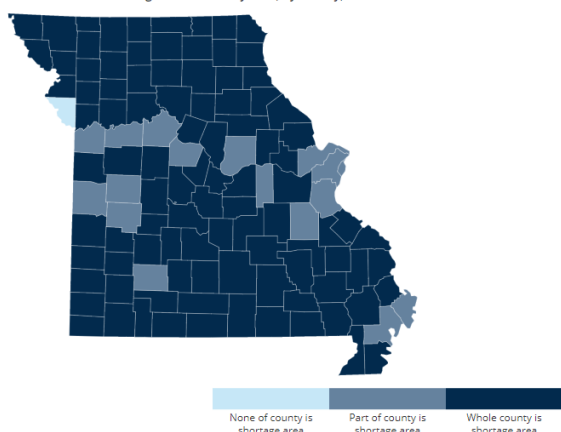 None of county is
shortage area
Part of county is
shortage area
Whole county is
shortage area